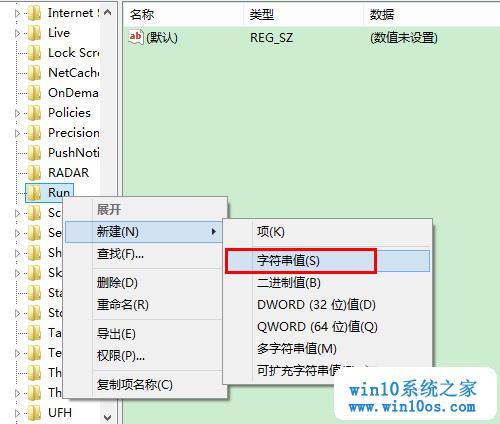 Internet S
Live
Lock Scre
NetCache
OnDema
Policies
Precision
PushNoti
RADAR
Run
Sc
Se
Sh
Sk
Sta
Sto
Ta
Te
Th
Th
UFH
名称 类型 数据
(默认) REG_SZ (数值未设置)
展开
新建(N)
查找(F)...
删除(D)
重命名(R)
导出(E)
权限(P)...
复制项名称(C)
项(K)
字符串值(S)
二进制值(B)
DWORD (32 位)值(D)
QWORD (64 位)值(Q)
多字符串值(M)
可扩充字符串值
win10系统之家
www.win10os.com